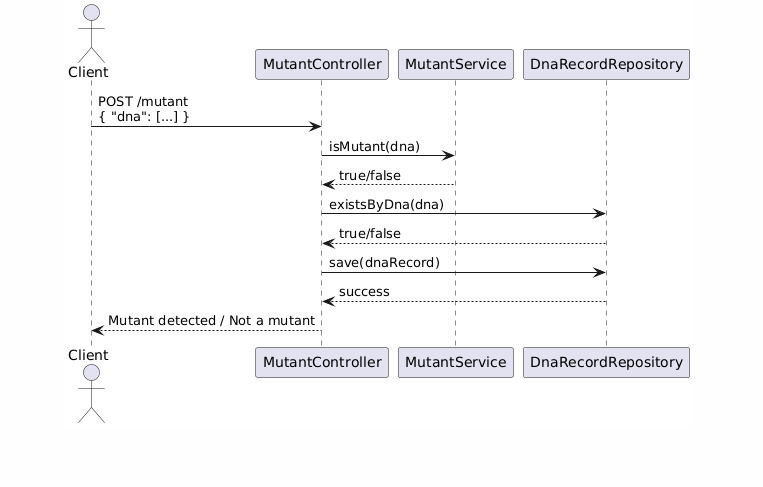 Client
MutantController
MutantService
DnaRecordRepository
POST /mutant
{ "dna": [...] }
isMutant(dna)
true/false
existsByDna(dna)
true/false
save(dnaRecord)
success
Mutant detected / Not a mutant
Client
MutantController
MutantService
DnaRecordRepository